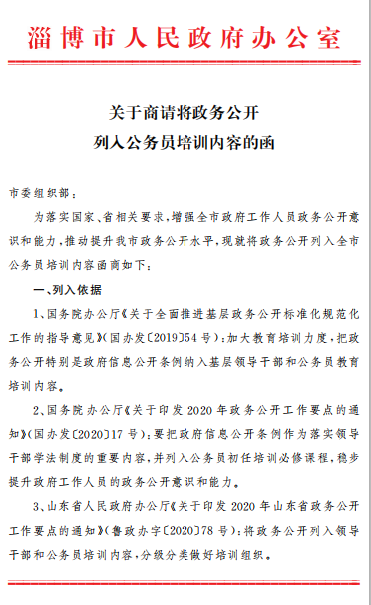 淄博市人民政府办公室
关于商请将政务公开
列入公务员培训内容的函
市委组织部：
为落实国家、省相关要求，增强全市政府工作人员政务公开意
识和能力，推动提升我市政务公开水平，现就将政务公开列入全市
公务员培训内容函商如下：
一、列入依据
1、国务院办公厅《关于全面推进基层政务公开标准化规范化
工作的指导意见》（国办发〔2019〕54号）：加大教育培训力度，把政
务公开特别是政府信息公开条例纳入基层领导干部和公务员教育
培训内容。
2、国务院办公厅《关于印发2020年政务公开工作要点的通
知》（国办发〔2020〕17号）：要把政府信息公开条例作为落实领导
干部学法制度的重要内容，并列入公务员初任培训必修课程，稳步
提升政府工作人员的政务公开意识和能力。
3、山东省人民政府办公厅《关于印发2020年山东省政务公开
工作要点的通知》（鲁政办字〔2020〕78号）：将政务公开列入领导
干部和公务员培训内容，分级分类做好培训组织。